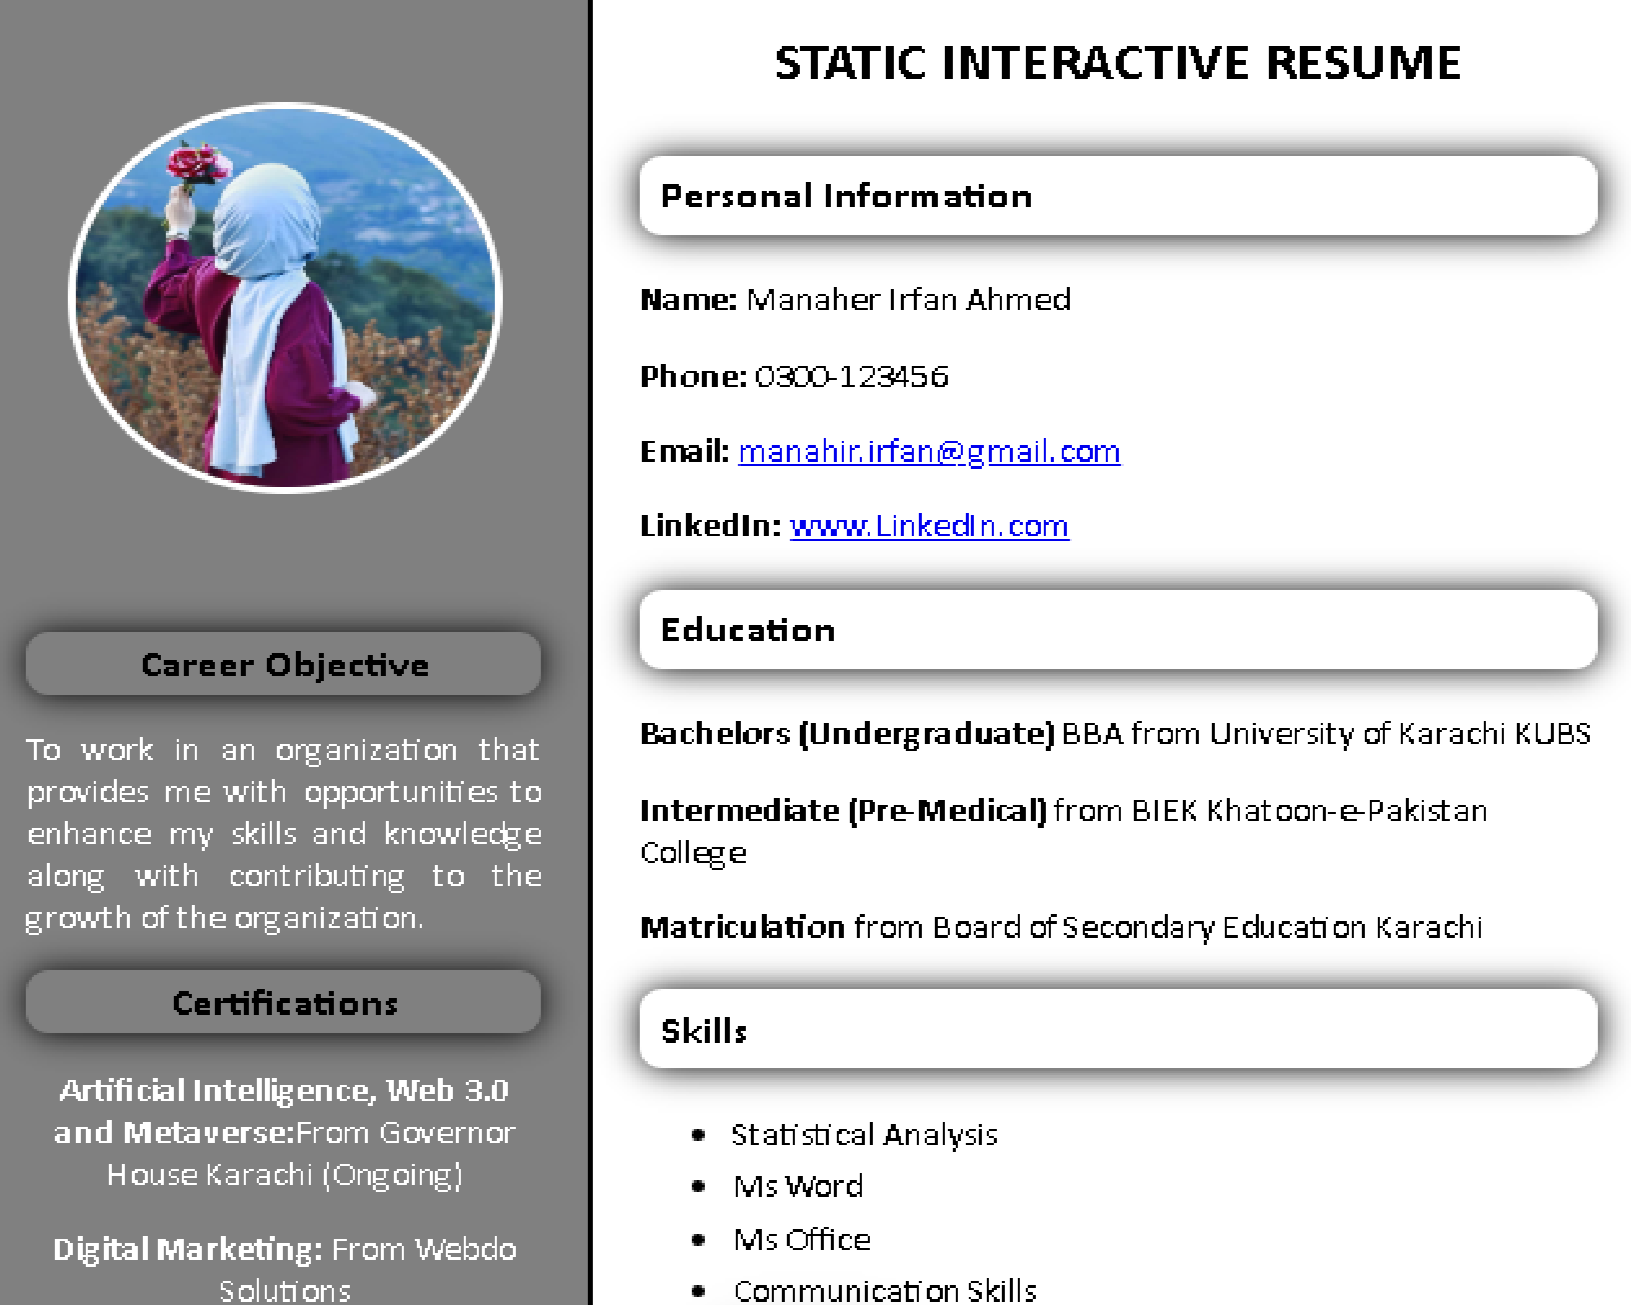 STATIC INTERACTIVE RESUME
Personal Information
Name: Manaher Irfan Ahmed
Phone: 0300-123456
Email: manahir.irfan@gmail.com
LinkedIn: www.LinkedIn.com
Education
Bachelors (Undergraduate) BBA from University of Karachi KUBS
Intermediate (Pre-Medical) from BIEK Khatoon-e-Pakistan
College
Matriculation from Board of Secondary Education Karachi
Skills
• Statistical Analysis
• Ms Word
• Ms Office
• Communication Skills
Career Objective
To work in an organization that
provides me with opportunities to
enhance my skills and knowledge
along with contributing to the
growth of the organization.
Certifications
Artificial Intelligence, Web 3.0
and Metaverse:From Governor
House Karachi (Ongoing)
Digital Marketing: From Webdo
Solutions